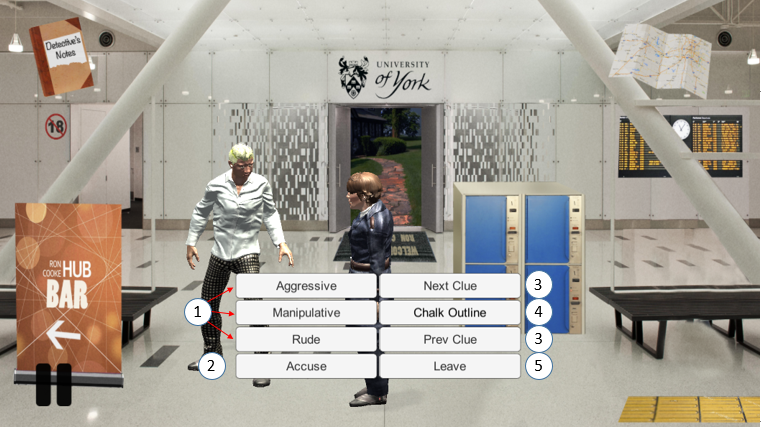 Detective's
Notes
UNIVERSITY
of York
18
RON
COOKE HUB
BAR
WELCOME
Aggressive
Next Clue
3
1
Manipulative
Chalk Outline
4
Rude
Prev Clue
3
2
Accuse
Leave
5